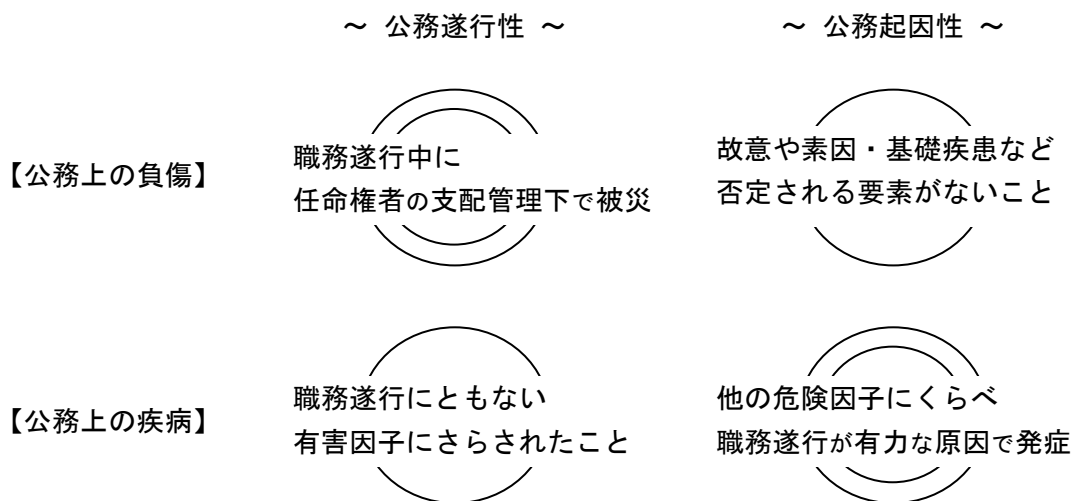 ～ 公務遂行性 ～
～ 公務起因性 ～
【公務上の負傷】
職務遂行中に
任命権者の支配管理下で被災
故意や素因・基礎疾患など
否定される要素がないこと
【公務上の疾病】
職務遂行にともない
有害因子にさらされたこと
他の危険因子にくらべ
職務遂行が有力な原因で発症